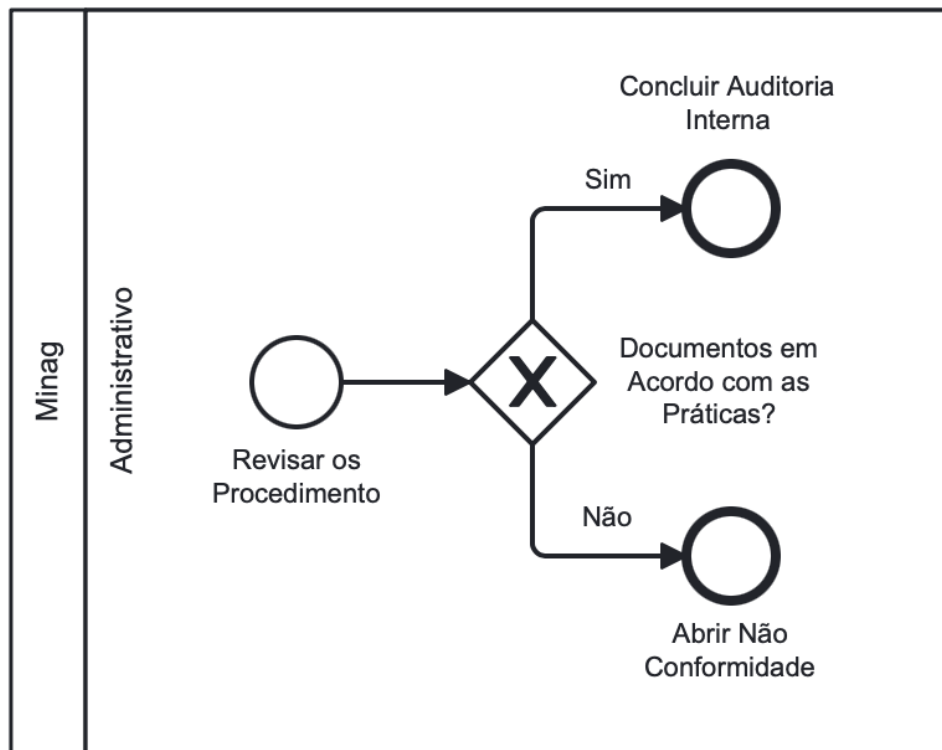 Minag
Administrativo
Revisar os
Procedimento
Documentos em
Acordo com as
Práticas?
Sim
Concluir Auditoria
Interna
Não
Abrir Não
Conformidade